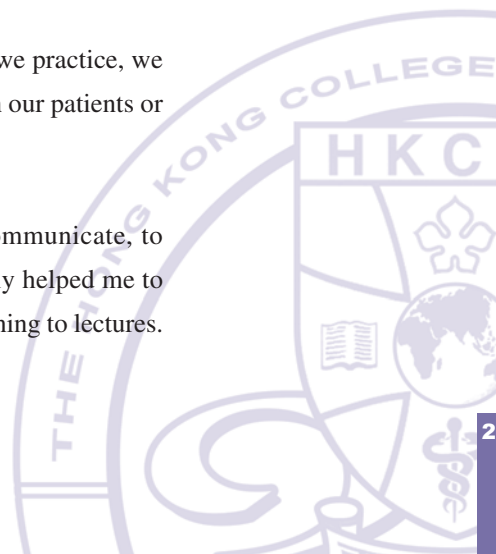 we practice, we
our patients or
THE HONG KONG COLLEGE
HKC
ommunicate, to
y helped me to
ning to lectures.
2